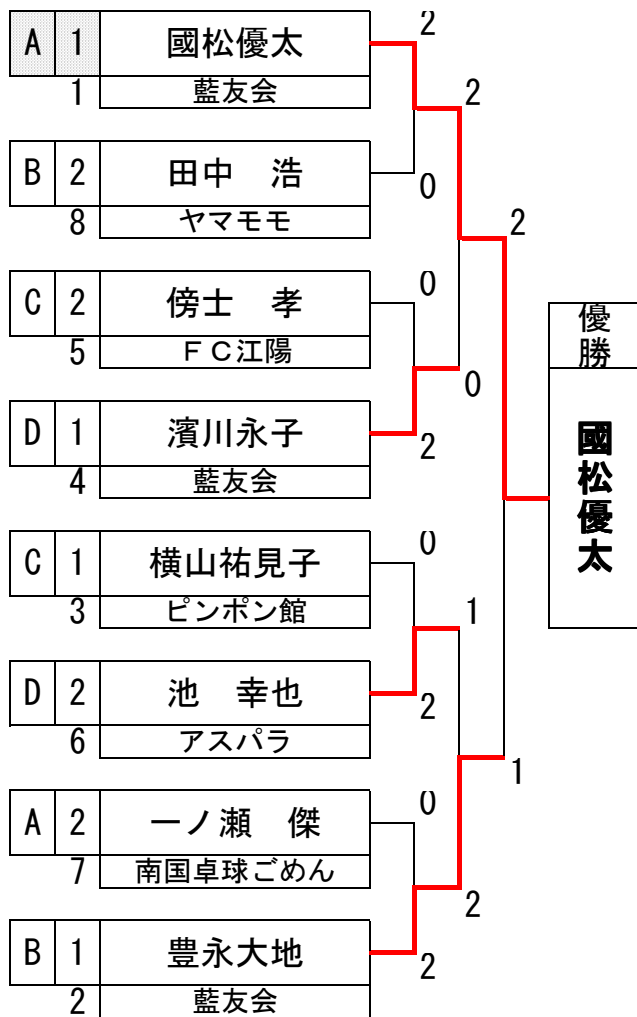 A 1 國松優太 2
1 藍友会 2
B 2 田中　浩 0
8 ヤマモモ 2
C 2 傍士　孝 0
5 ＦＣ江陽 0
D 1 濱川永子 2
4 藍友会
優勝
國松優太
C 1 横山祐見子 0
3 ピンポン館 1
D 2 池　幸也 2
6 アスパラ 1
A 2 一ノ瀬　傑 0
7 南国卓球ごめん 2
B 1 豊永大地 2
2 藍友会